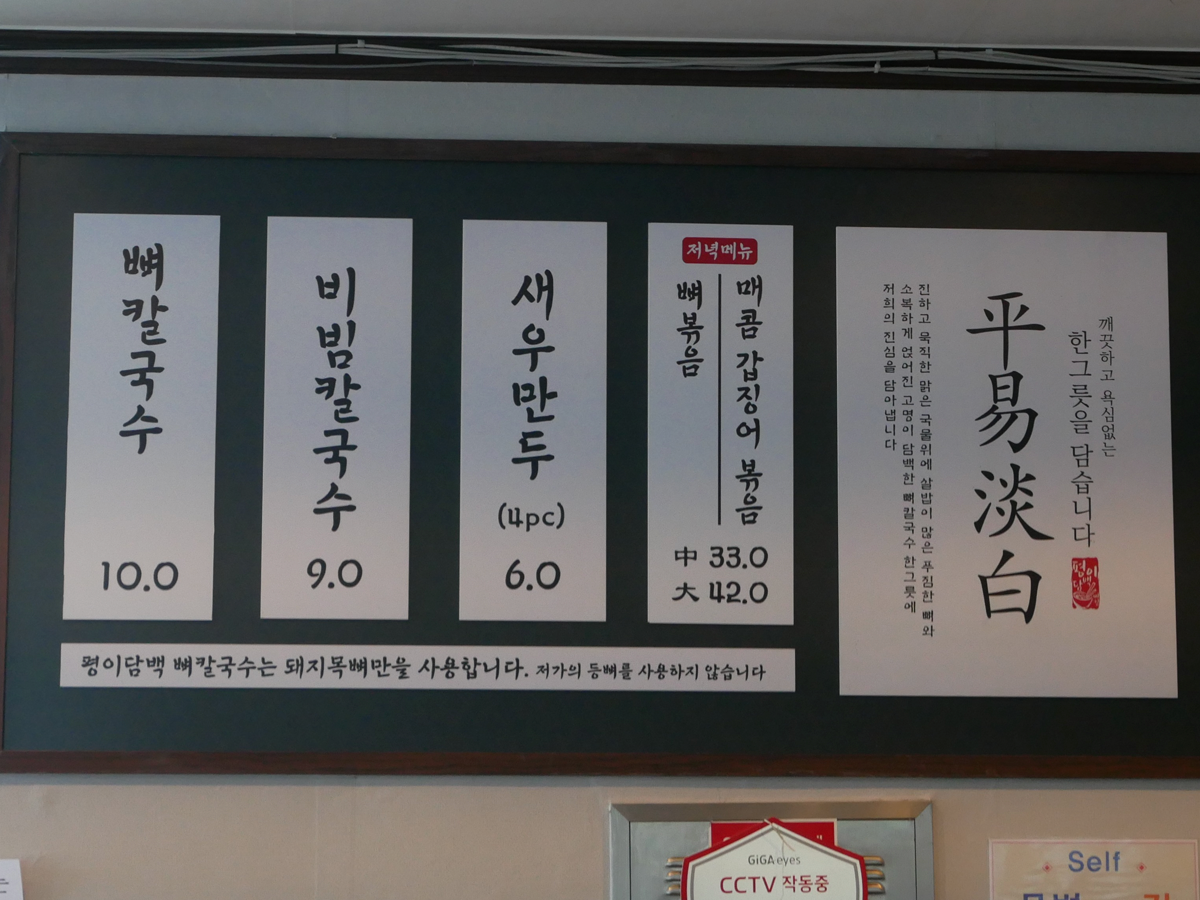 뼈칼국수
10.0
비빔칼국수
9.0
새우만두
(4pc)
6.0
저녁메뉴
매콤 갑징어 볶음
뼈볶음
中 33.0
大 42.0
평이담백 뼈칼국수는 돼지목뼈만을 사용합니다. 저가의 등뼈를 사용하지 않습니다
깨끗하고 욕심없는
한그릇을 담습니다
평이담백
平易淡白
진하고 묵직한 맑은 국물위에 살밥이 많은 푸짐한 뼈와
소복하게 얹어진 고명이 담백한 뼈칼국수 한그릇에
저희의 진심을 담아냅니다
GiGAeyes
CCTV 작동중
Self